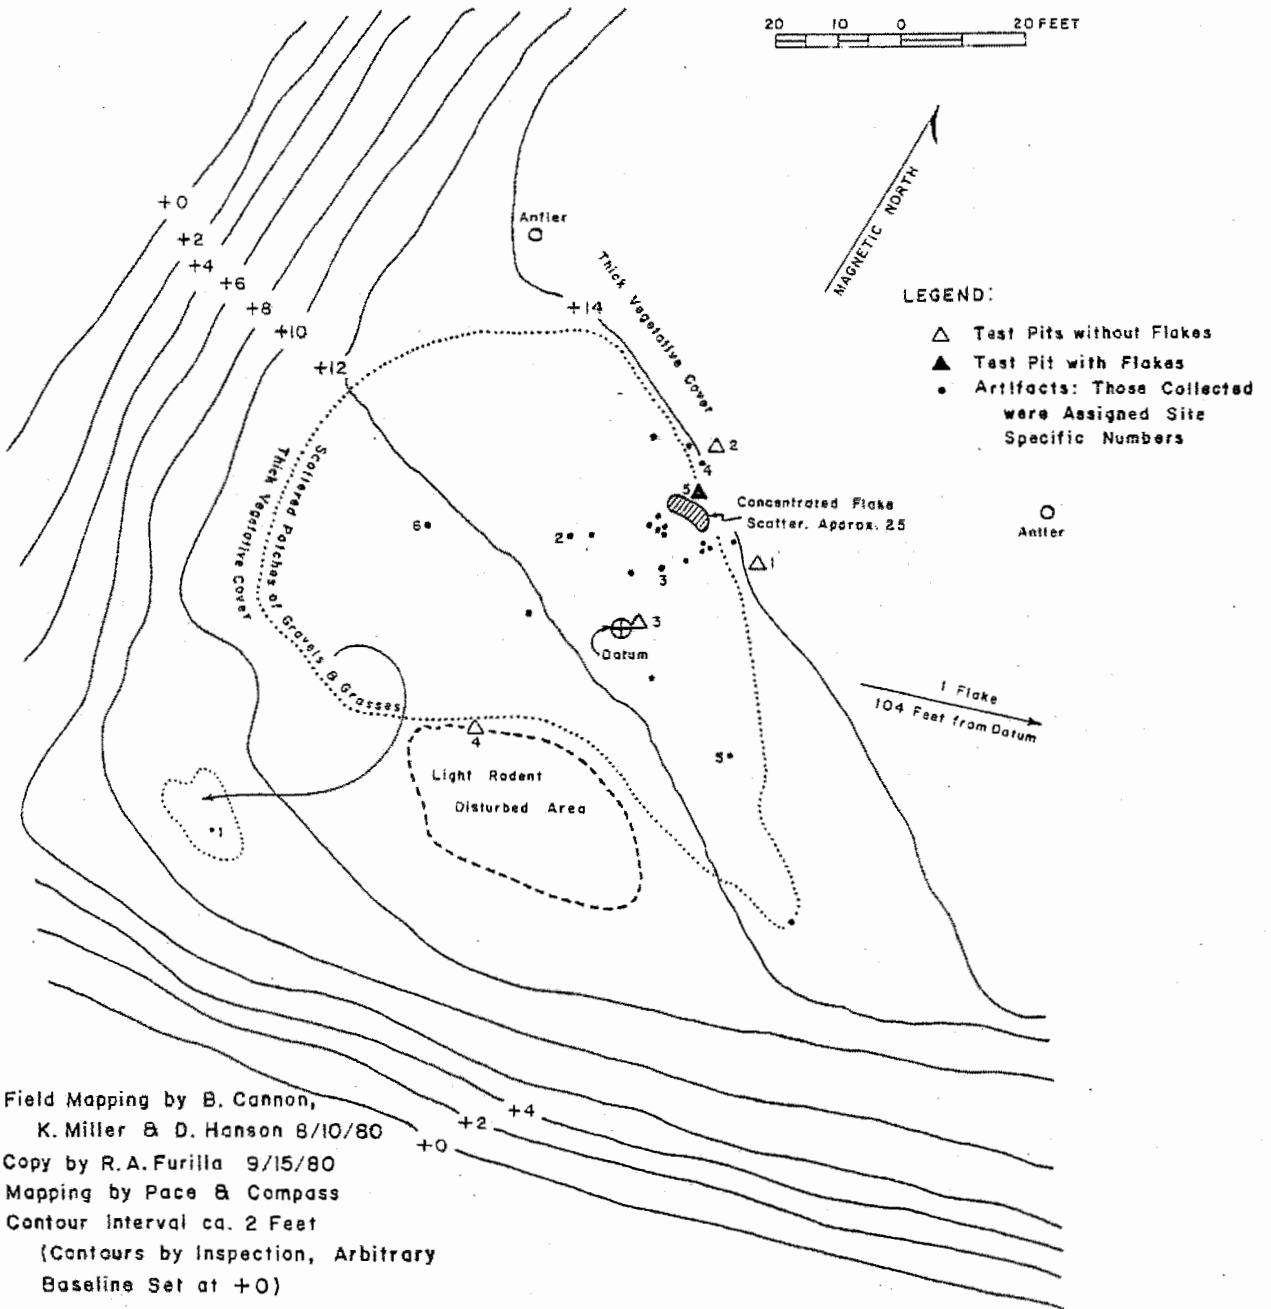 20 10 0 20 FEET
MAGNETIC NORTH
LEGEND:
Test Pits without Flakes
Test Pit with Flakes
Artifacts: Those Collected
were Assigned Site
Specific Numbers
+0
+2
+4
+6
+8
+10
+12
+14
Antler
Thick Vegetative Cover
2
4
5
Concentrated Flake
Scatter, Approx. 25
Antler
1
6
2
3
3
Datum
Scattered Patches of Gravels & Grasses
Thick Vegetative Cover
1 Flake
104 Feet from Datum
4
5
Light Rodent
Disturbed Area
1
+4
+2
+0
Field Mapping by B. Cannon,
K. Miller & D. Hanson 8/10/80
Copy by R.A. Furilla 9/15/80
Mapping by Pace & Compass
Contour Interval ca. 2 Feet
(Contours by Inspection, Arbitrary
Baseline Set at +0)